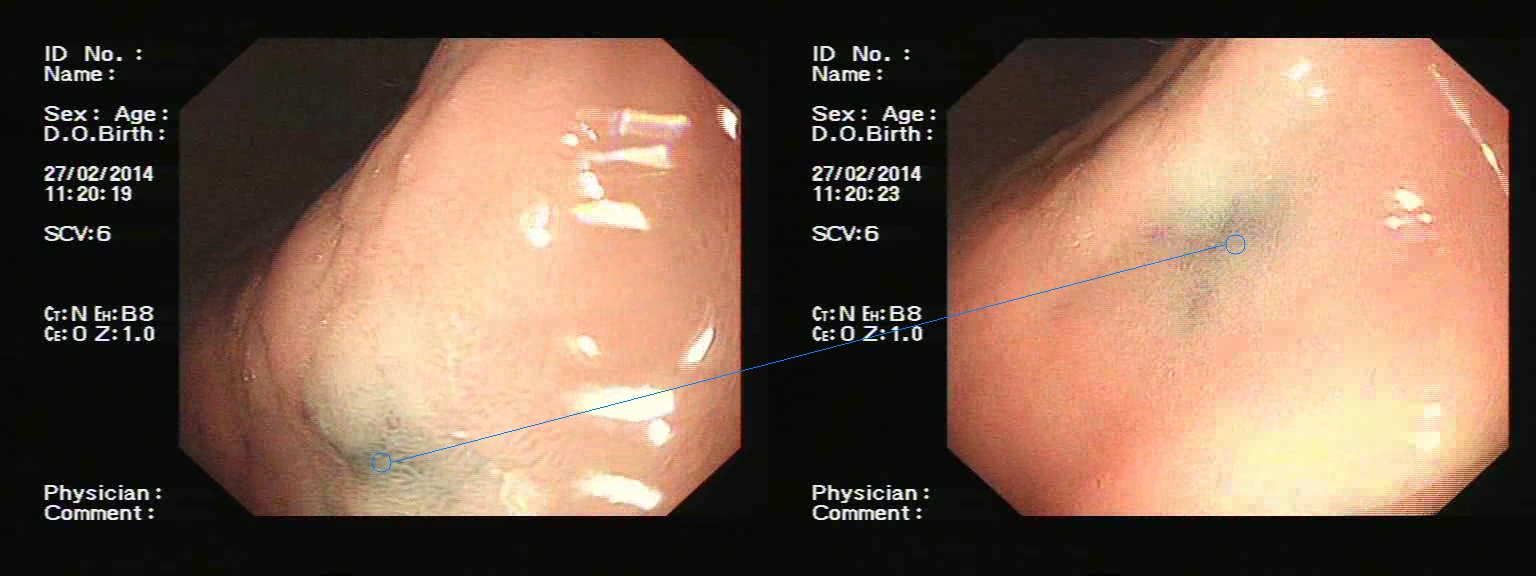 ID No. :
Name :
Sex : Age :
D.O.Birth :
27/02/2014
11:20:19
SCV:6
CT:N EH:B8
CE:0 Z:1.0
Physician :
Comment :
ID No. :
Name :
Sex : Age :
D.O.Birth :
27/02/2014
11:20:23
SCV:6
CT:N EH:B8
CE:0 Z:1.0
Physician :
Comment :